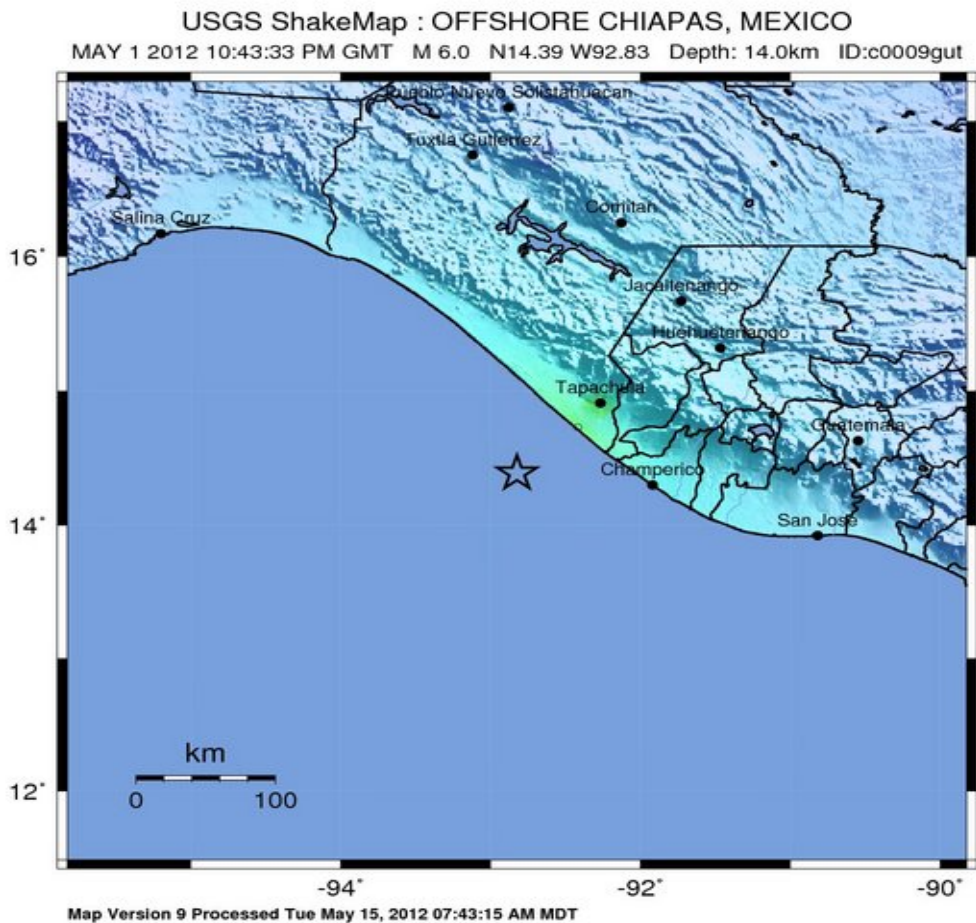 USGS ShakeMap : OFFSHORE CHIAPAS, MEXICO
MAY 1 2012 10:43:33 PM GMT M 6.0 N14.39 W92.83 Depth: 14.0km ID:c0009gut
Pueblo Nuevo Solistahuacan
Tuxtla Gutierrez
Comitan
Salina Cruz
16°
Jacaltenango
Huehuetenango
Tapachula
Guatemala
Champerico
14°
San Jose
km
0 100
12°
-94° -92° -90°
Map Version 9 Processed Tue May 15, 2012 07:43:15 AM MDT